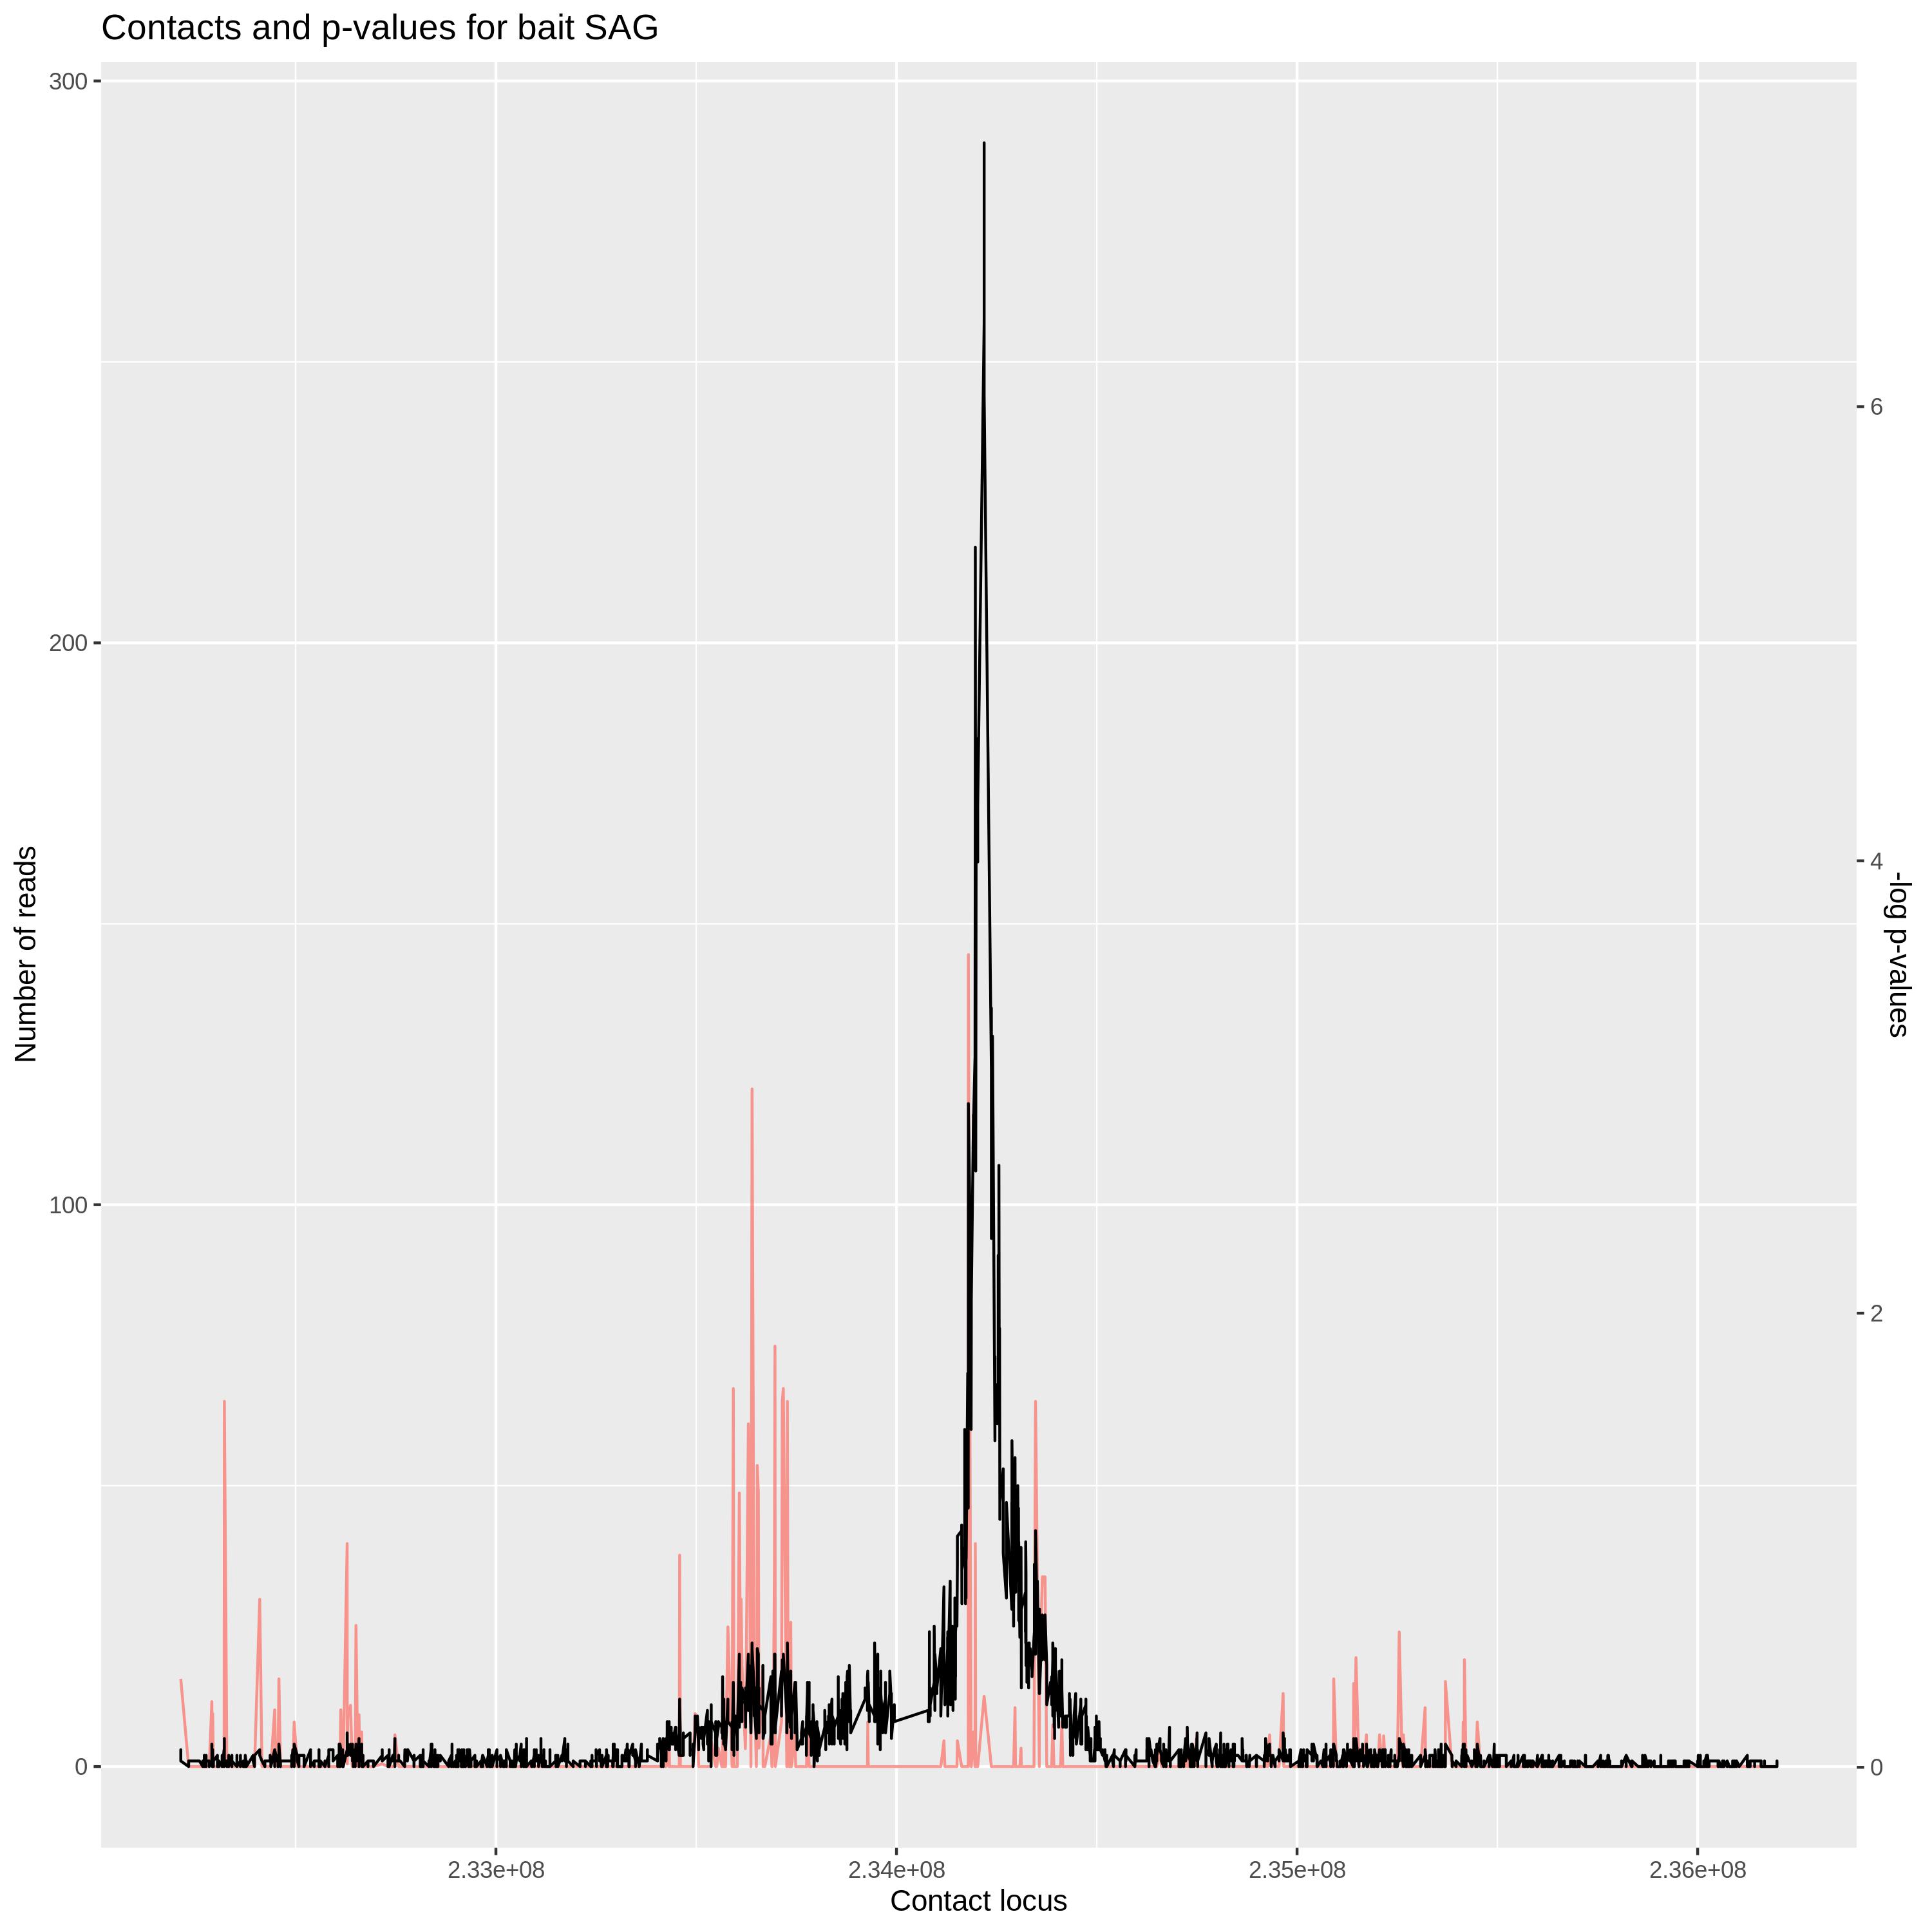 Contacts and p-values for bait SAG
300
200
100
0
Number of reads
6
4
2
0
-log p-values
2.33e+08
2.34e+08
2.35e+08
2.36e+08
Contact locus